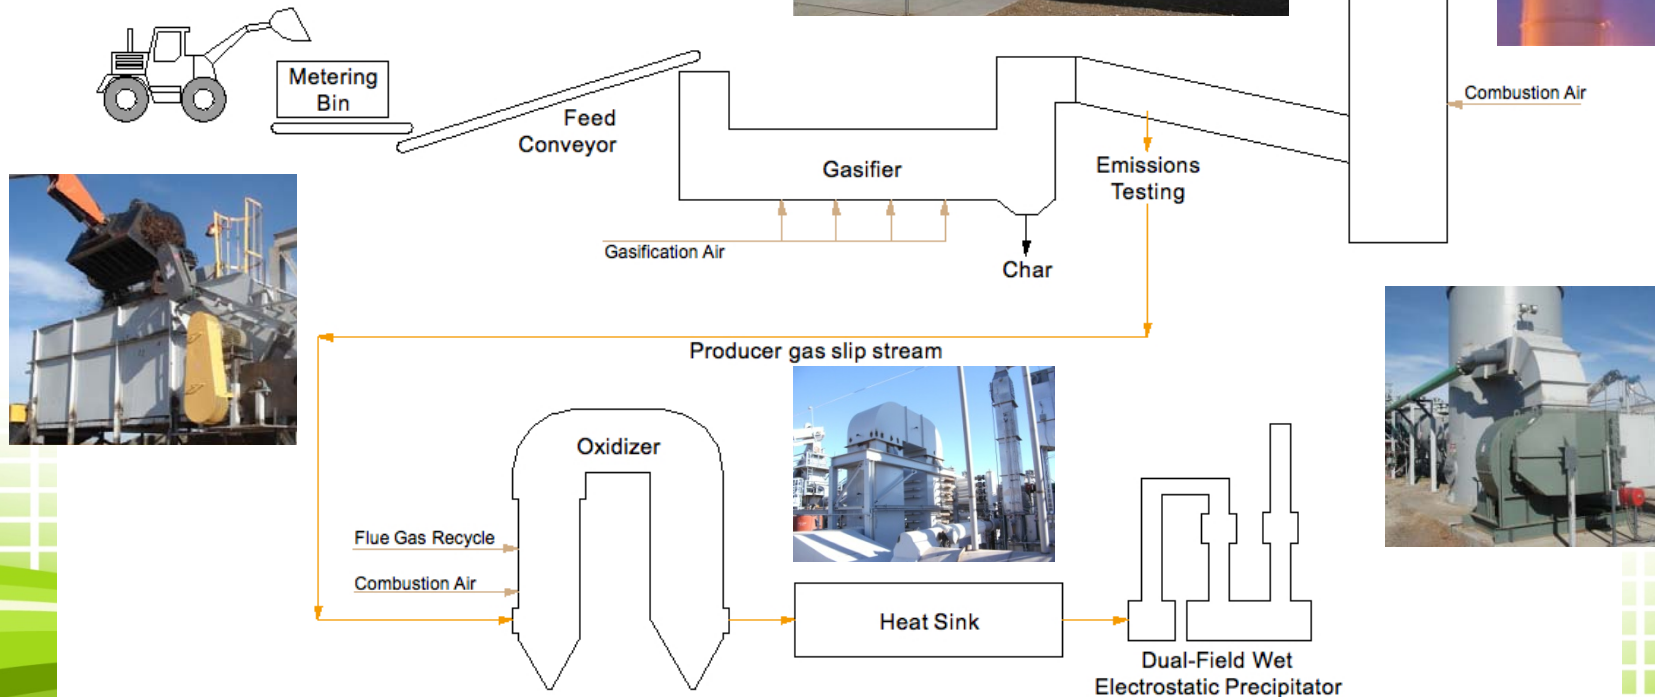 Metering
Bin
Feed
Conveyor
Gasifier
Combustion Air
Emissions
Testing
Gasification Air
Char
Producer gas slip stream
Oxidizer
Flue Gas Recycle
Combustion Air
Heat Sink
Dual-Field Wet
Electrostatic Precipitator